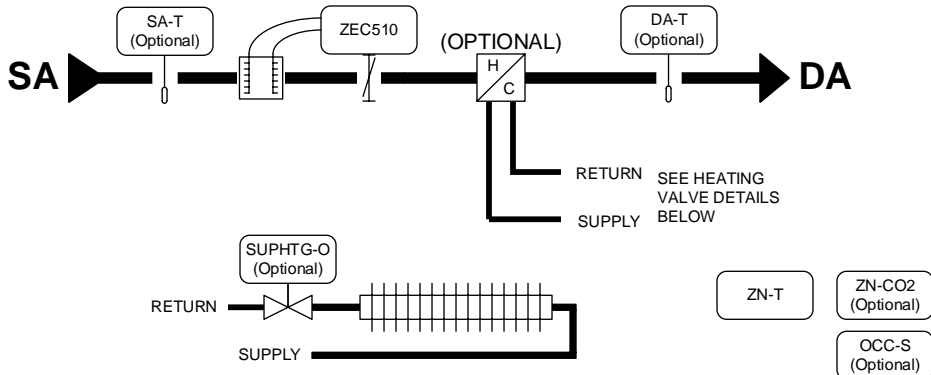 SA-T
(Optional)
ZEC510
(OPTIONAL)
DA-T
(Optional)
SA
H
C
DA
RETURN
SUPPLY
SEE HEATING
VALVE DETAILS
BELOW
SUPHTG-O
(Optional)
RETURN
SUPPLY
ZN-T
ZN-CO2
(Optional)
OCC-S
(Optional)